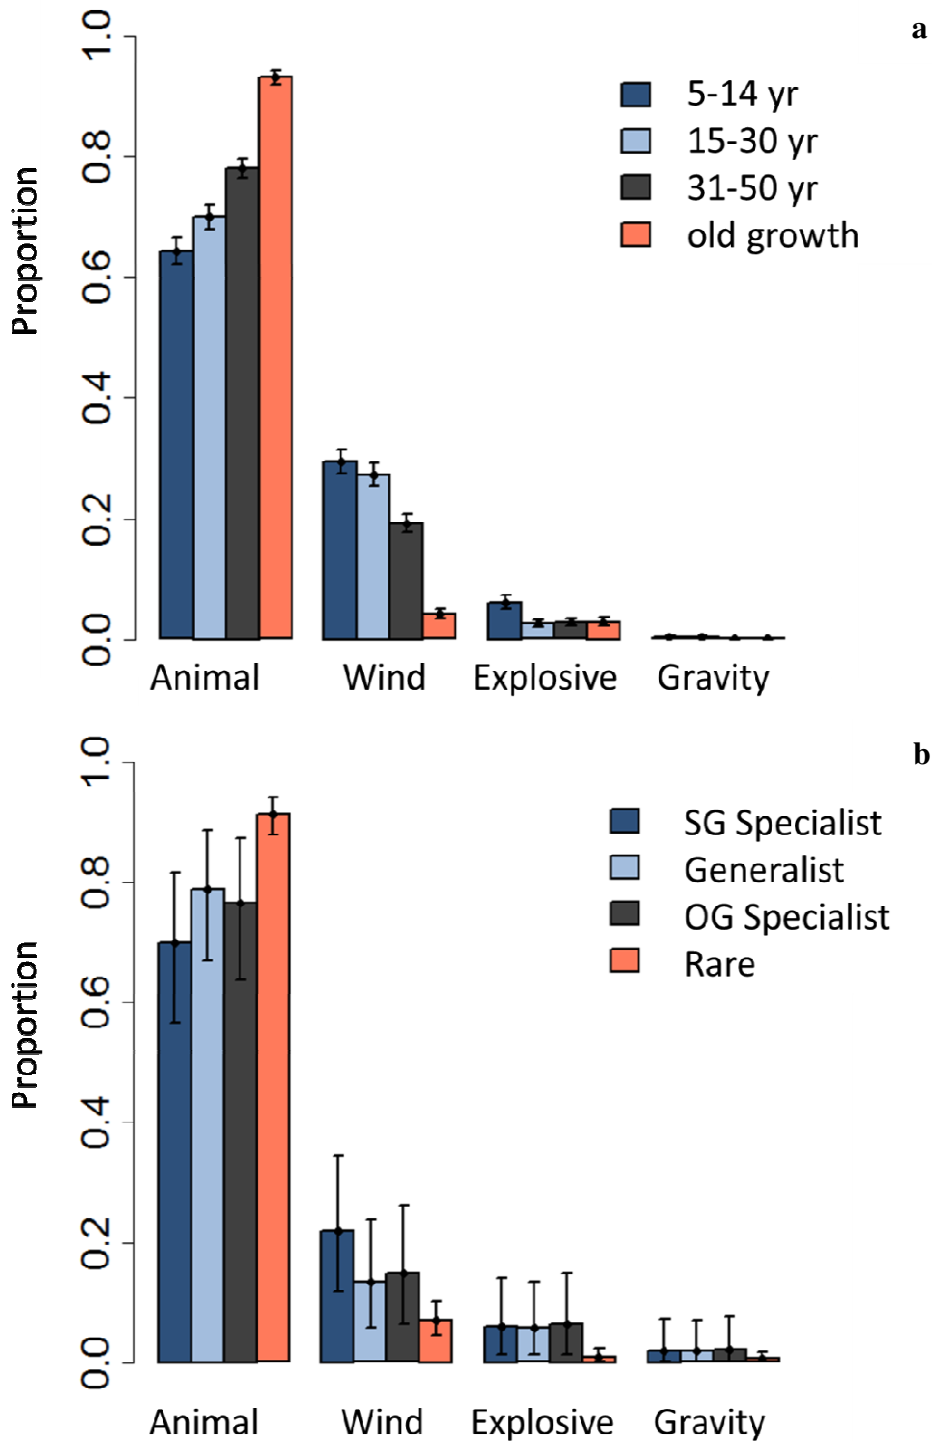 a
1.0
0.8
0.6
0.4
0.2
0.0
Proportion
5-14 yr
15-30 yr
31-50 yr
old growth
Animal Wind Explosive Gravity
b
1.0
0.8
0.6
0.4
0.2
0.0
Proportion
SG Specialist
Generalist
OG Specialist
Rare
Animal Wind Explosive Gravity